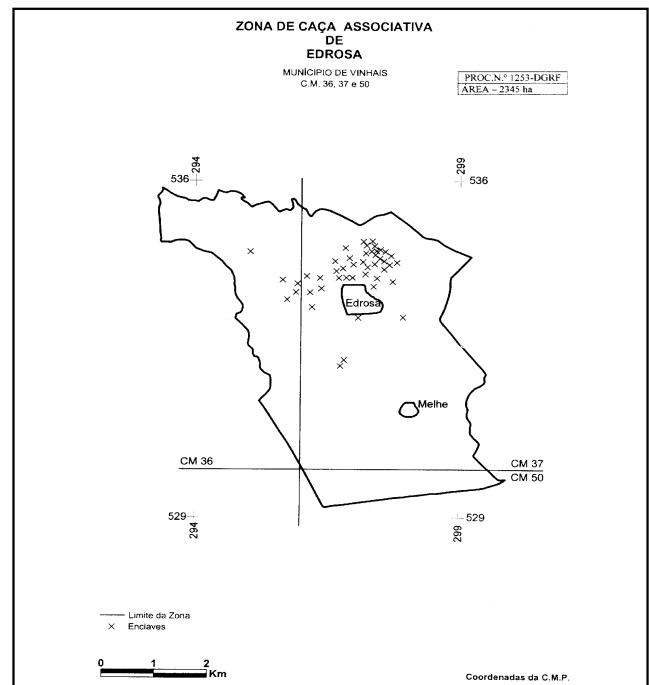 ZONA DE CAÇA ASSOCIATIVA
DE
EDROSA
MUNÍCIPIO DE VINHAIS
C.M. 36, 37 e 50
PROC.N.º 1253-DGRF
ÁREA – 2345 ha
294
299
536
536
Edrosa
Melhe
CM 36
CM 37
CM 50
529
529
294
299
Limite da Zona
Enclaves
0 1 2
Km
Coordenadas da C.M.P.